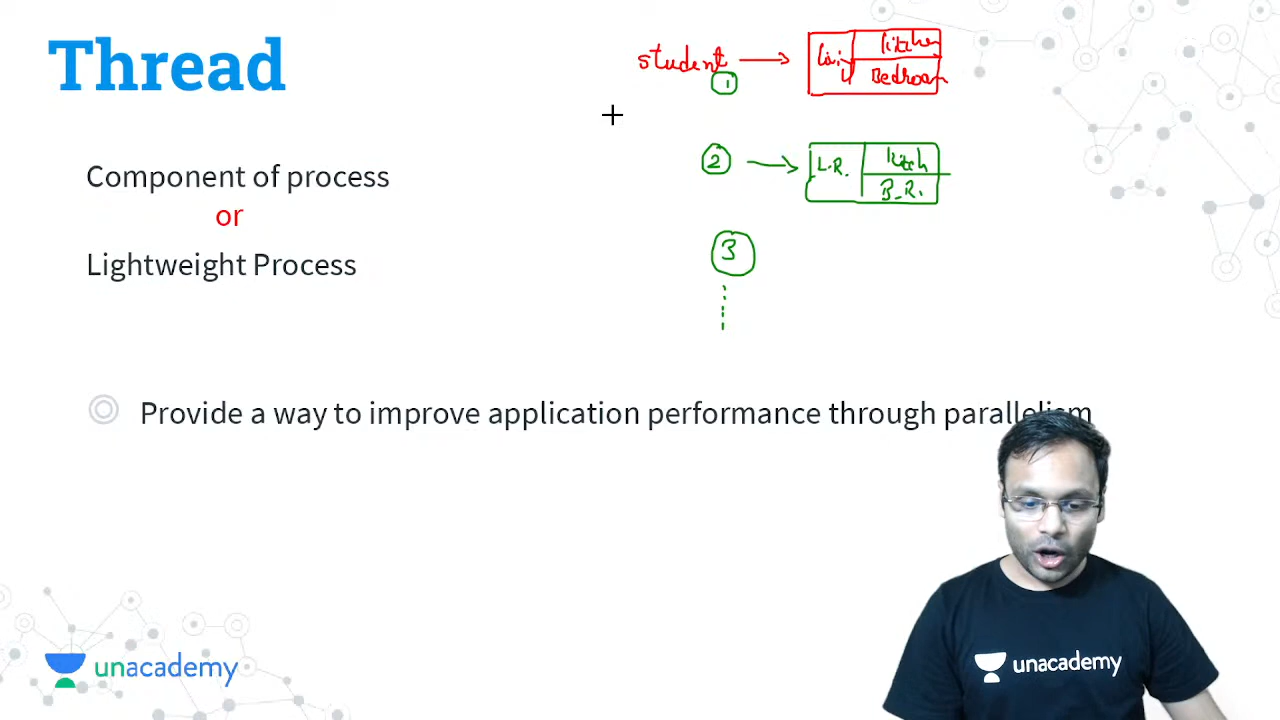 Thread
student → Kitchen
1
Bedroom
Component of process
2 → L.R. Kitch
B.R.
or
3
Lightweight Process
Provide a way to improve application performance through parallelism
unacademy
unacademy